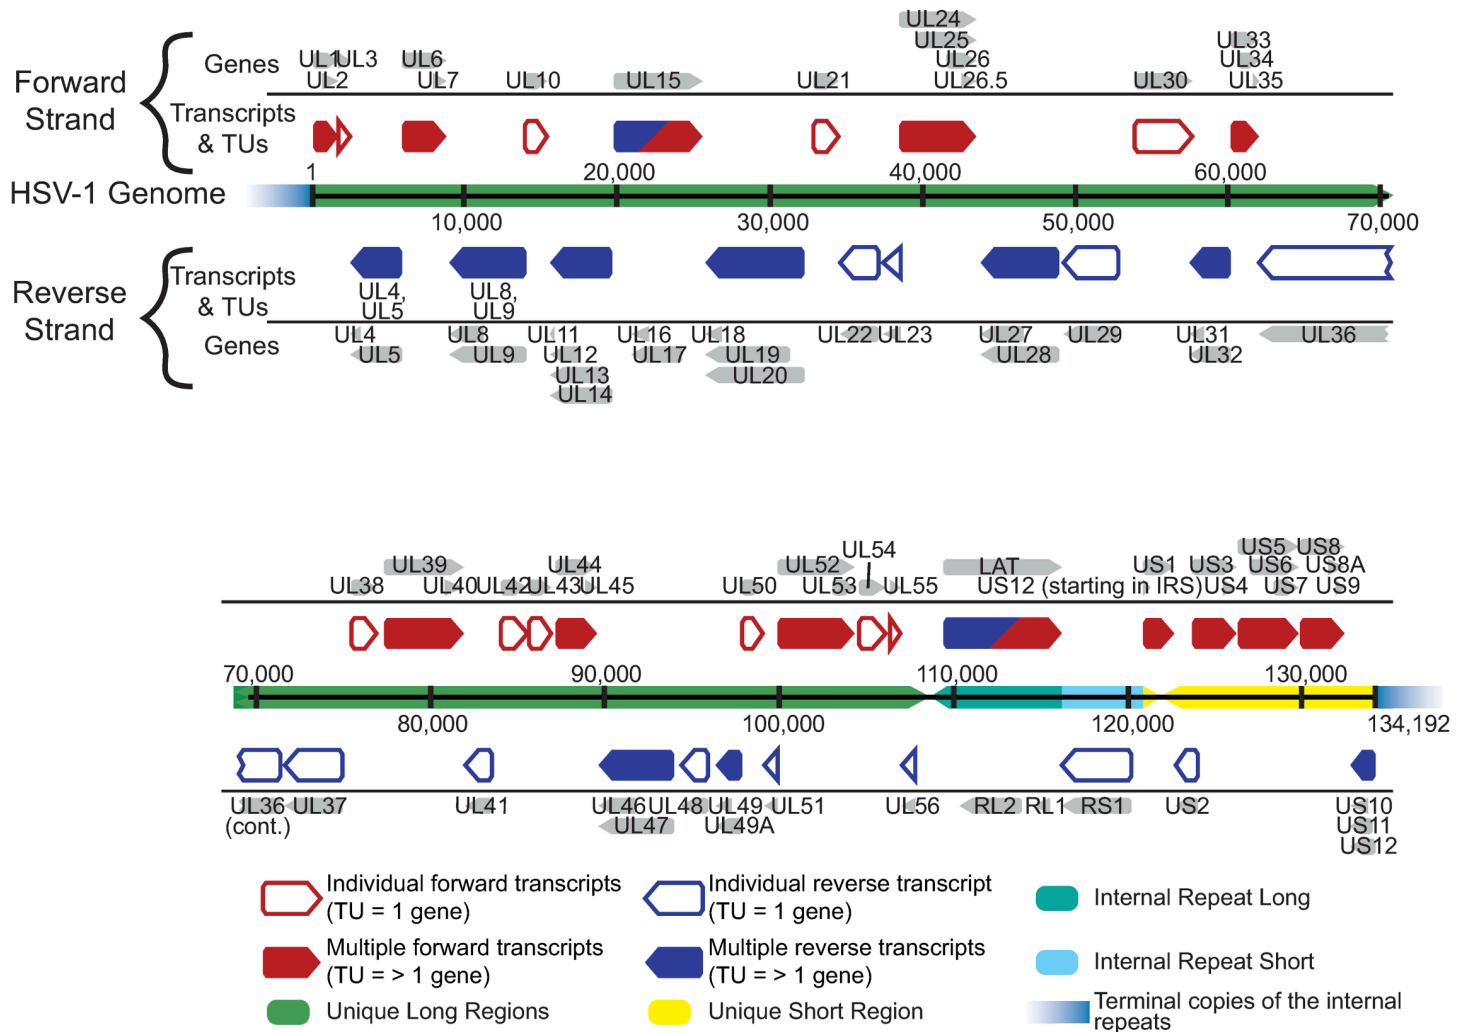 UL24
UL25 UL33
UL1 UL3 UL6 UL26 UL34
Genes
UL2 UL7 UL10 UL15 UL21 UL26.5 UL30 UL35
Forward
Strand
Transcripts
& TUs
1 20,000 40,000 60,000
HSV-1 Genome
10,000 30,000 50,000 70,000
Reverse
Strand
Transcripts
& TUs
UL4, UL8,
UL5 UL9
Genes
UL4 UL8 UL11 UL16 UL18 UL22 UL23 UL27 UL29 UL31 UL36
UL5 UL9 UL12 UL17 UL19 UL28 UL32
UL13 UL20
UL14
UL54 US5 US8
UL39 UL44 UL52 LAT US1 US3 US6 US8A
UL38 UL40 UL42 UL43 UL45 UL50 UL53 UL55 US12 (starting in IRS) US4 US7 US9
70,000 90,000 110,000 130,000
80,000 100,000 120,000 134,192
UL36 UL37 UL41 UL46 UL48 UL49 UL51 UL56 RL2 RL1 RS1 US2 US10
(cont.) UL47 UL49A US11
US12
Individual forward transcripts
(TU = 1 gene)
Individual reverse transcript
(TU = 1 gene)
Internal Repeat Long
Multiple forward transcripts
(TU = > 1 gene)
Multiple reverse transcripts
(TU = > 1 gene)
Internal Repeat Short
Unique Long Regions
Unique Short Region
Terminal copies of the internal
repeats